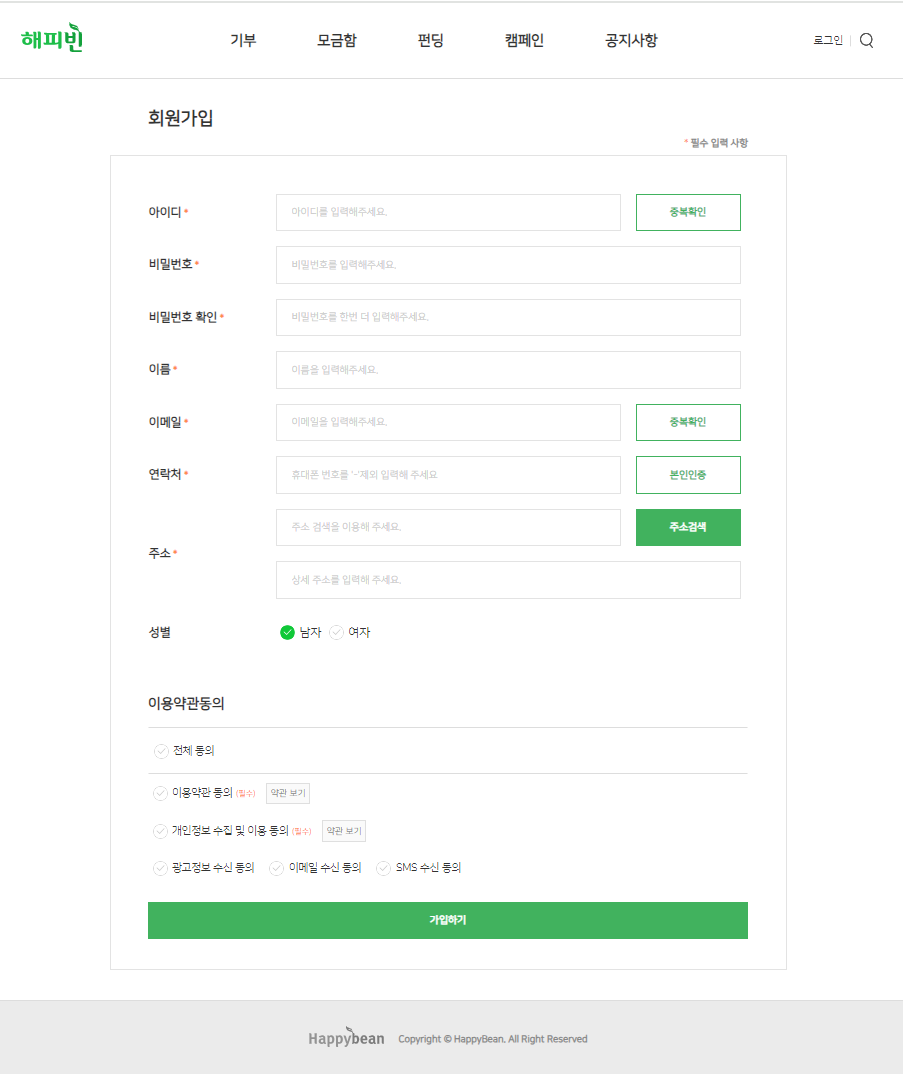 해피빈
기부 모금함 펀딩 캠페인 공지사항
로그인
회원가입
* 필수 입력 사항
아이디 * 아이디를 입력해주세요. 중복확인
비밀번호 * 비밀번호를 입력해주세요.
비밀번호 확인 * 비밀번호를 한번 더 입력해주세요.
이름 * 이름을 입력해주세요.
이메일 * 이메일을 입력해주세요. 중복확인
연락처 * 휴대폰 번호를 '-'제외 입력해 주세요 본인인증
주소 * 주소 검색을 이용해 주세요. 주소검색
상세 주소를 입력해 주세요.
성별 남자 여자
이용약관동의
전체 동의
이용약관 동의 (필수) 약관 보기
개인정보 수집 및 이용 동의 (필수) 약관 보기
광고정보 수신 동의 이메일 수신 동의 SMS 수신 동의
가입하기
Happybean Copyright © HappyBean. All Right Reserved